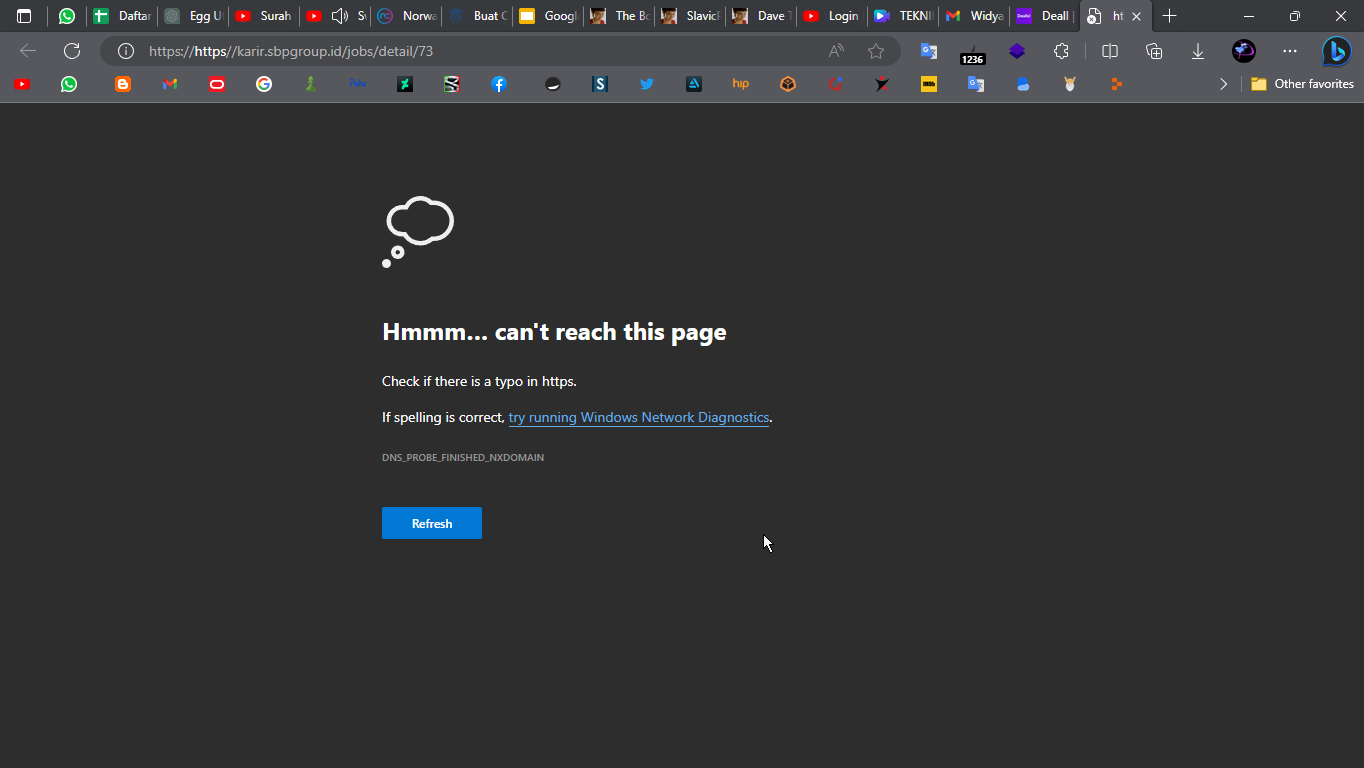 Daftar
Egg U
Surah
Norwa
Buat C
Googl
The Bo
Slavic
Dave T
Login
TEKNI
Widya
Deall
ht
https://https//karir.sbpgroup.id/jobs/detail/73
1236
hip
Other favorites
Hmmm... can't reach this page
Check if there is a typo in https.
If spelling is correct, try running Windows Network Diagnostics.
DNS_PROBE_FINISHED_NXDOMAIN
Refresh